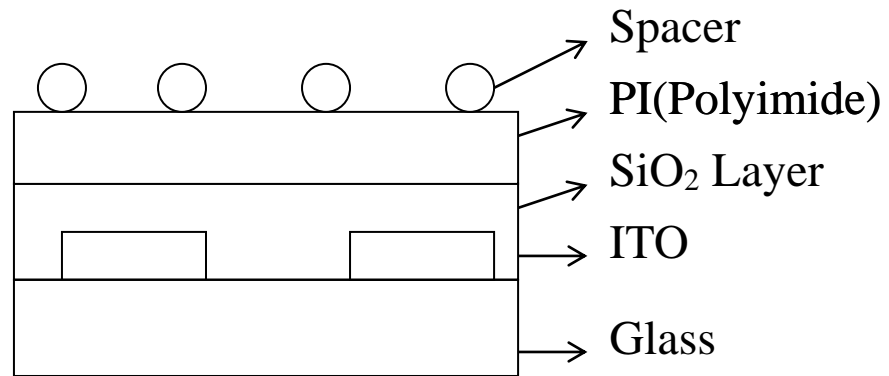 Spacer
PI(Polyimide)
SiO₂ Layer
ITO
Glass